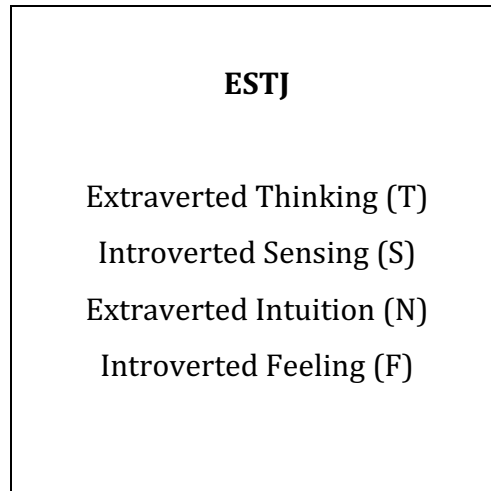 ESTJ
Extraverted Thinking (T)
Introverted Sensing (S)
Extraverted Intuition (N)
Introverted Feeling (F)